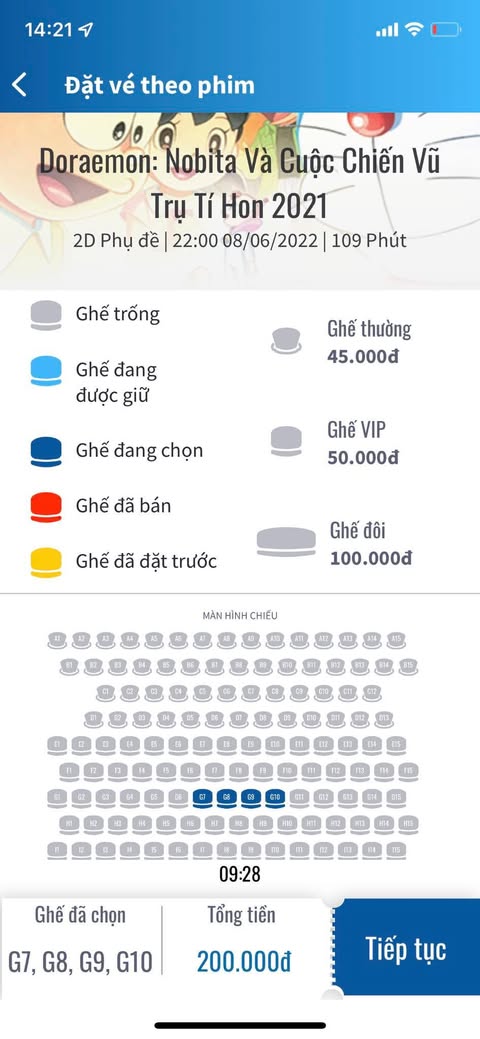 14:21
Đặt vé theo phim
Doraemon: Nobita Và Cuộc Chiến Vũ
Trụ Tí Hon 2021
2D Phụ đề | 22:00 08/06/2022 | 109 Phút
Ghế trống
Ghế đang
được giữ
Ghế đang chọn
Ghế đã bán
Ghế đã đặt trước
Ghế thường
45.000đ
Ghế VIP
50.000đ
Ghế đôi
100.000đ
MÀN HÌNH CHIẾU
A1 A2 A3 A4 A5 A6 A7 A8 A9 A10 A11 A12 A13 A14 A15
B1 B2 B3 B4 B5 B6 B7 B8 B9 B10 B11 B12 B13 B14 B15
C1 C2 C3 C4 C5 C6 C7 C8 C9 C10 C11 C12
D1 D2 D3 D4 D5 D6 D7 D8 D9 D10 D11 D12 D13
E1 E2 E3 E4 E5 E6 E7 E8 E9 E10 E11 E12 E13 E14 E15
F1 F2 F3 F4 F5 F6 F7 F8 F9 F10 F11 F12 F13 F14 F15
G1 G2 G3 G4 G5 G6 G7 G8 G9 G10 G11 G12 G13 G14 G15
H1 H2 H3 H4 H5 H6 H7 H8 H9 H10 H11 H12 H13 H14 H15
I1 I2 I3 I4 I5 I6 I7 I8 I9 I10 I11 I12 I13 I14 I15
09:28
Ghế đã chọn
G7, G8, G9, G10
Tổng tiền
200.000đ
Tiếp tục